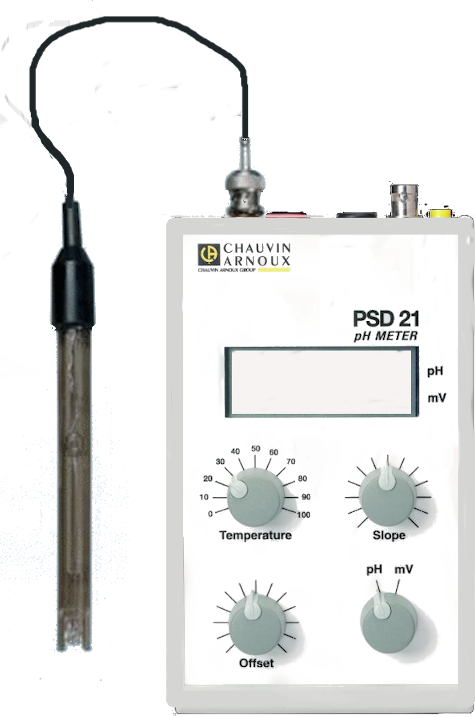 CHAUVIN
ARNOUX
CHAUVIN ARNOUX GROUP
PSD 21
pH METER
pH
mV
0 10 20 30 40 50 60 70 80 90 100
Temperature
Slope
pH mV
Offset